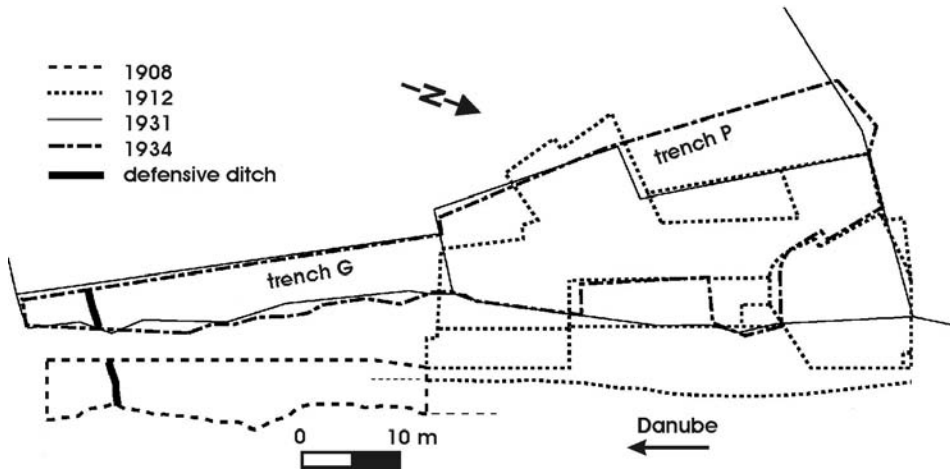 1908
1912
1931
1934
defensive ditch
N
trench P
trench G
Danube
0 10 m